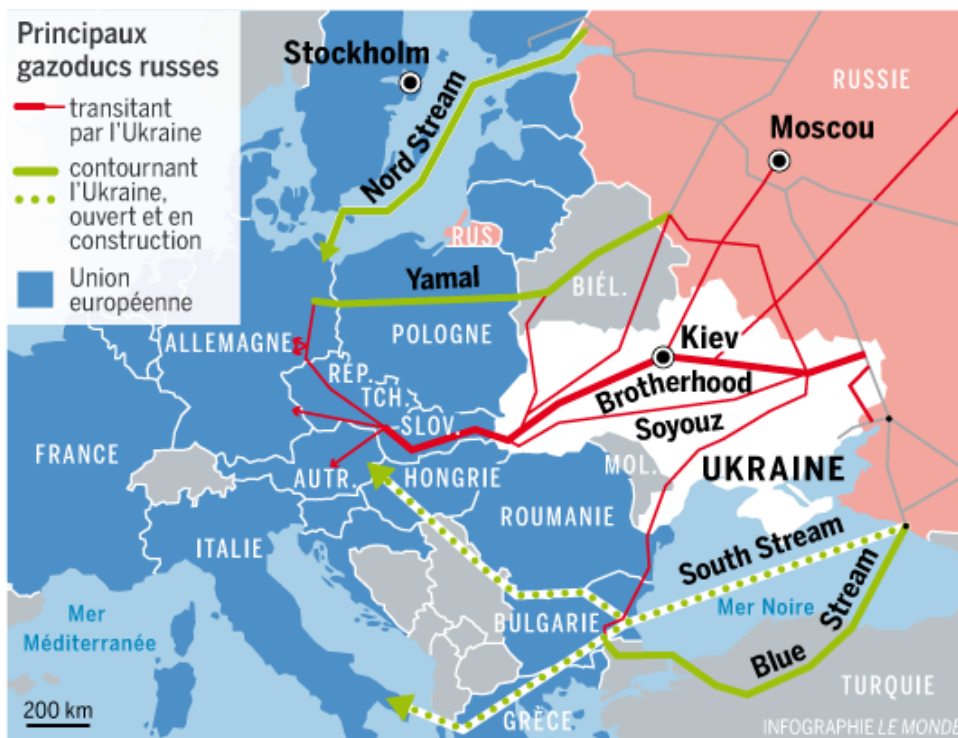 Principaux
gazoducs russes
transitant
par l'Ukraine
contournant
l'Ukraine,
ouvert et en
construction
Union
européenne
Stockholm
Nord Stream
RUSSIE
Moscou
RUS
Yamal
BIÉL.
ALLEMAGNE
POLOGNE
Kiev
RÉP.
TCH.
Brotherhood
SLOV.
Soyouz
FRANCE
AUTR.
HONGRIE
MOL.
UKRAINE
ROUMANIE
ITALIE
South Stream
Mer
Méditerranée
BULGARIE
Mer Noire
Blue
Stream
TURQUIE
GRÈCE
200 km
INFOGRAPHIE LE MONDE